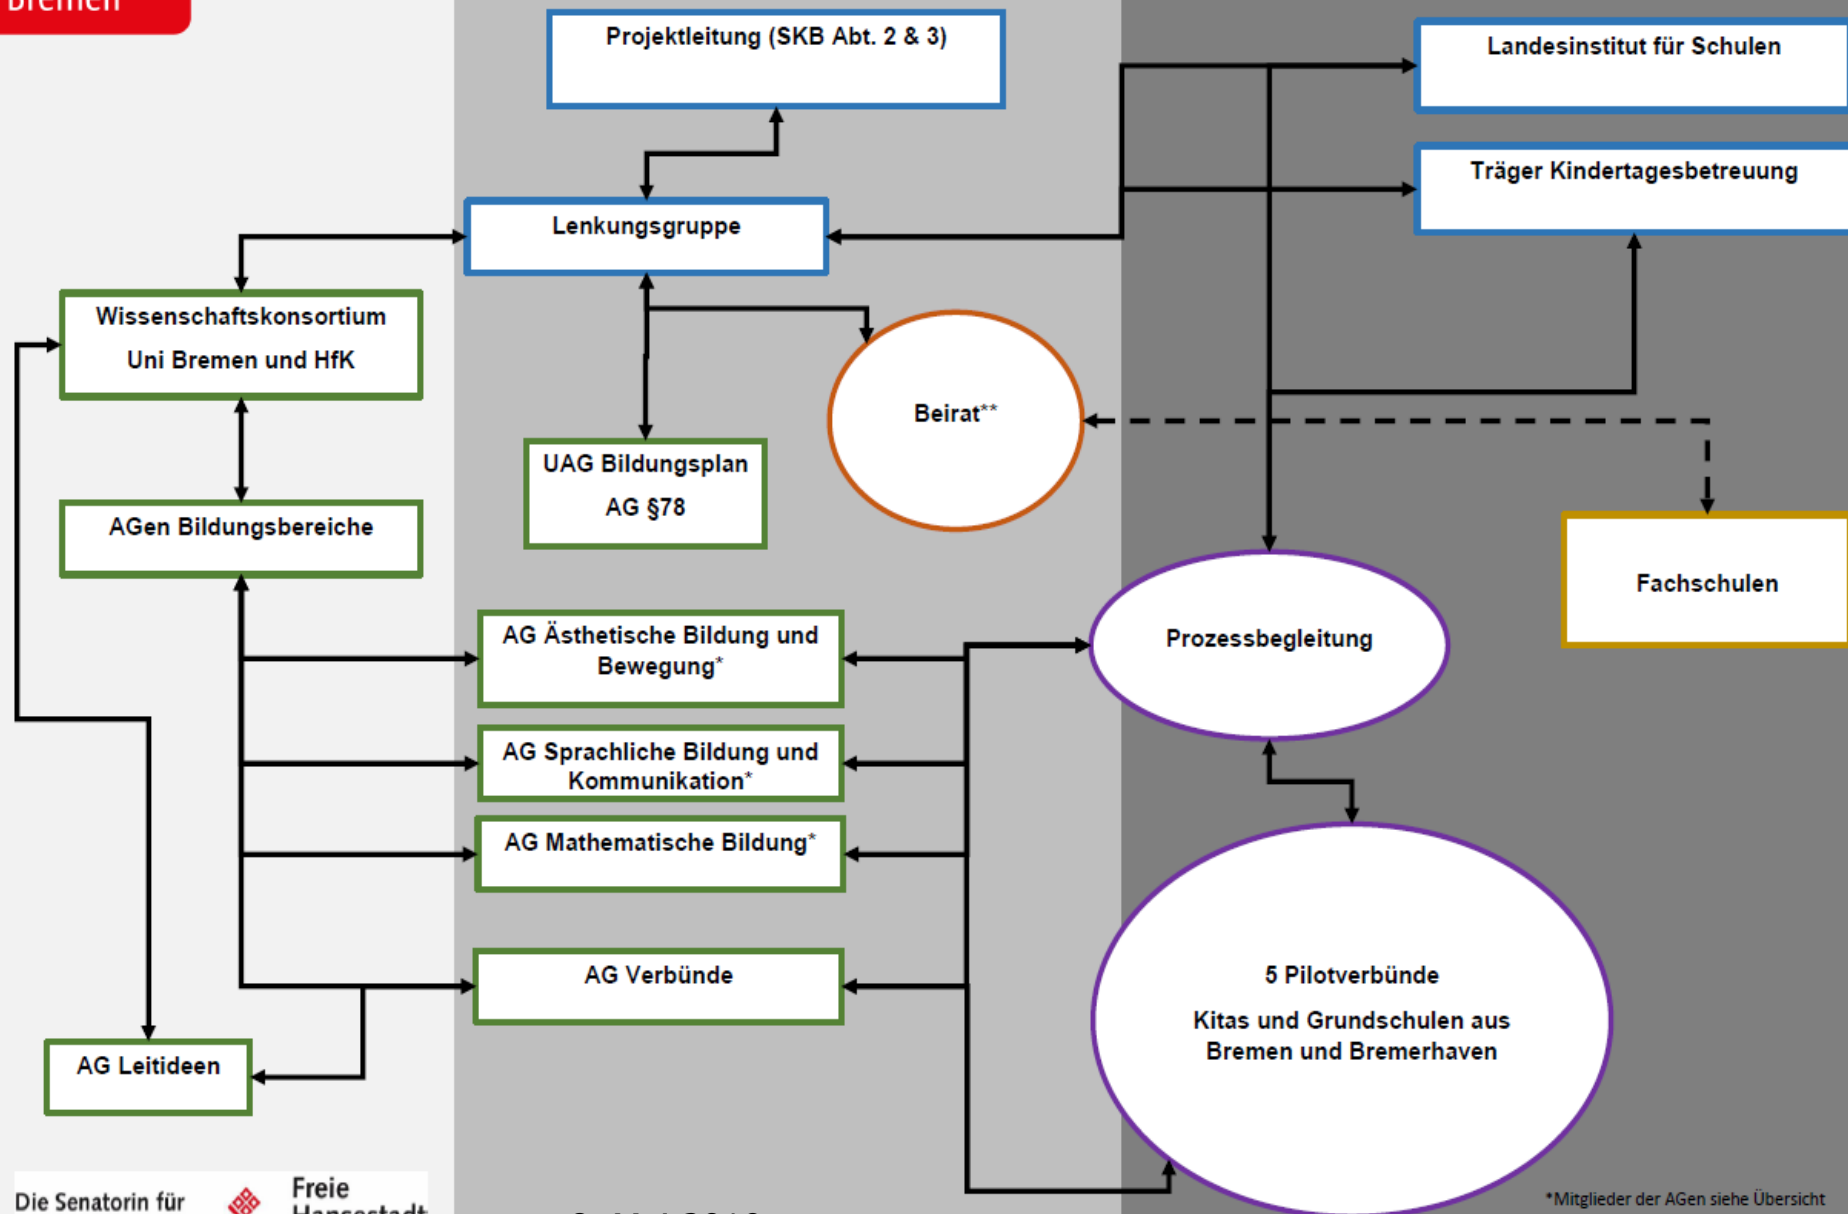 Bremen
Projektleitung (SKB Abt. 2 & 3)
Landesinstitut für Schulen
Träger Kindertagesbetreuung
Lenkungsgruppe
Wissenschaftskonsortium
Uni Bremen und HfK
Beirat**
UAG Bildungsplan
AG §78
AGen Bildungsbereiche
Fachschulen
AG Ästhetische Bildung und
Bewegung*
Prozessbegleitung
AG Sprachliche Bildung und
Kommunikation*
AG Mathematische Bildung*
AG Verbünde
5 Pilotverbünde
Kitas und Grundschulen aus
Bremen und Bremerhaven
AG Leitideen
Die Senatorin für
Freie
Hansestadt
*Mitglieder der AGen siehe Übersicht